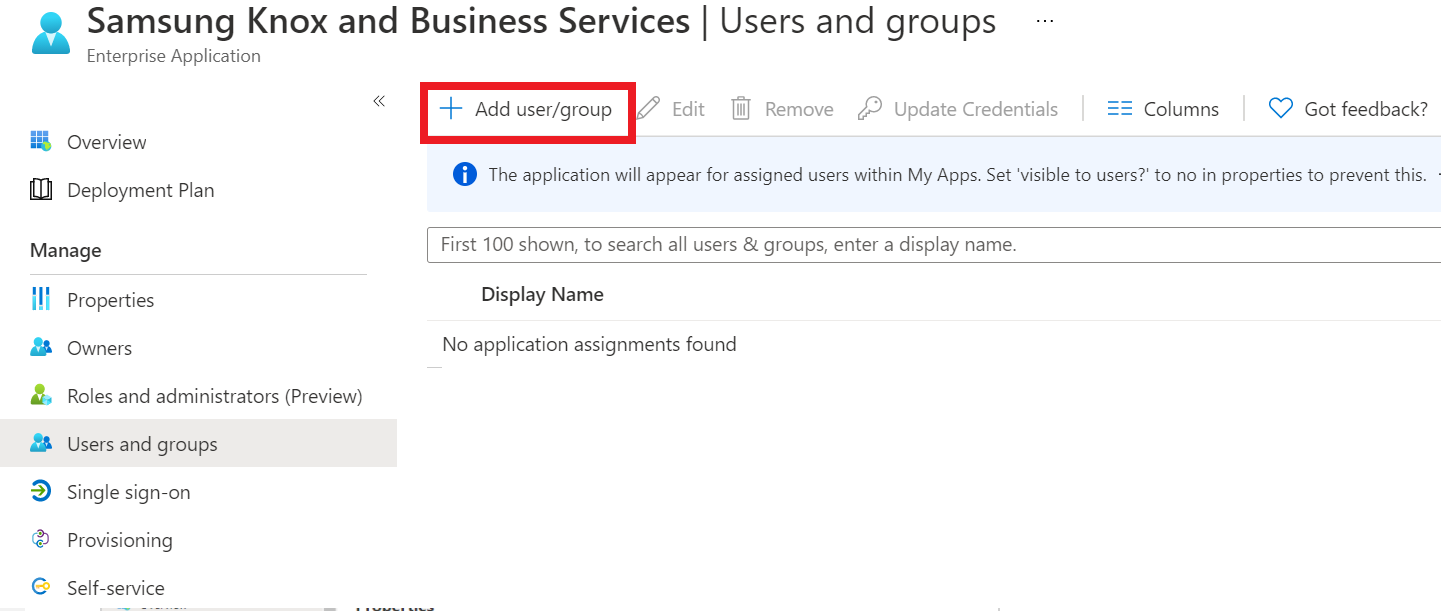 Samsung Knox and Business Services | Users and groups ...
Enterprise Application
«
Add user/group Edit Remove Update Credentials Columns Got feedback?
Overview
Deployment Plan
Manage
Properties
Owners
Roles and administrators (Preview)
Users and groups
Single sign-on
Provisioning
Self-service
The application will appear for assigned users within My Apps. Set 'visible to users?' to no in properties to prevent this.
First 100 shown, to search all users & groups, enter a display name.
Display Name
No application assignments found
Properties